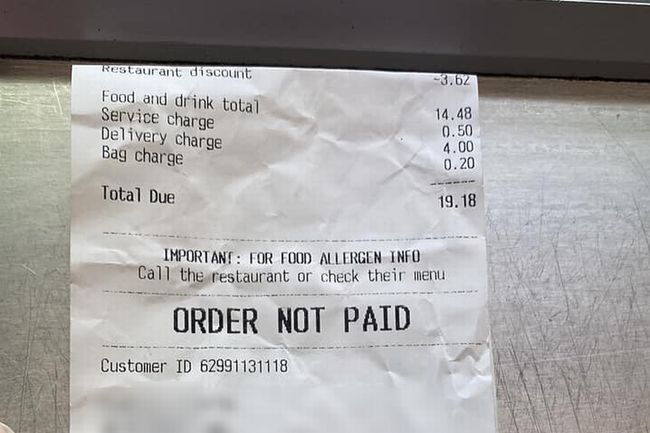 Restaurant discount -3.62
Food and drink total 14.48
Service charge 0.50
Delivery charge 4.00
Bag charge 0.20
Total Due 19.18
IMPORTANT: FOR FOOD ALLERGEN INFO
Call the restaurant or check their menu
ORDER NOT PAID
Customer ID 62991131118